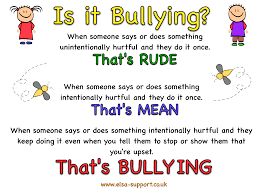 Is it Bullying?
When someone says or does something
unintentionally hurtful and they do it once.
That's RUDE
When someone says or does something
intentionally hurtful and they do it once.
That's MEAN
When someone says or does something intentionally hurtful and they
keep doing it even when you tell them to stop or show them that
you're upset.
That's BULLYING
www.elsa-support.co.uk